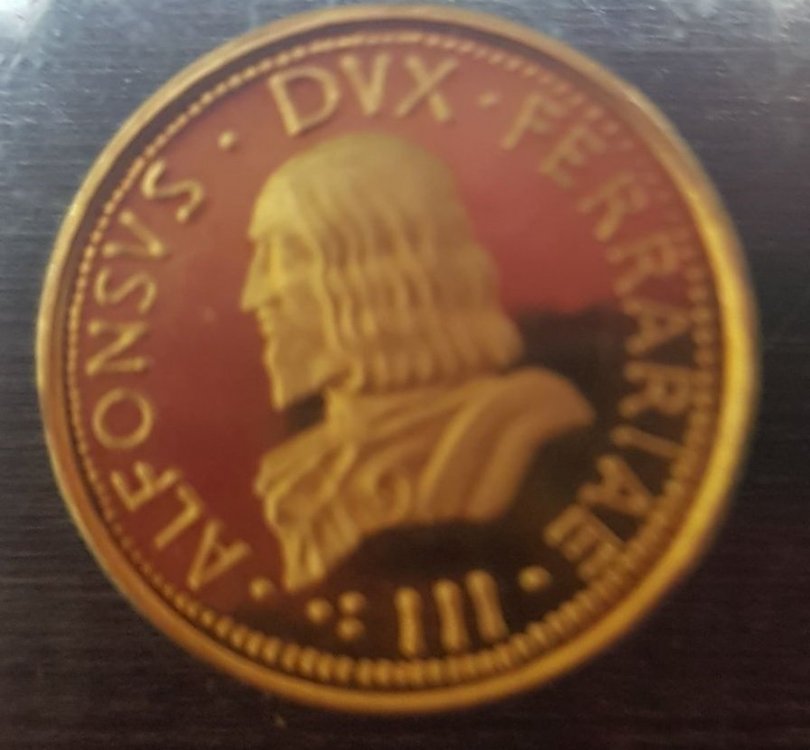 · ALFONSVS · DVX · FERRARIAE · III :·